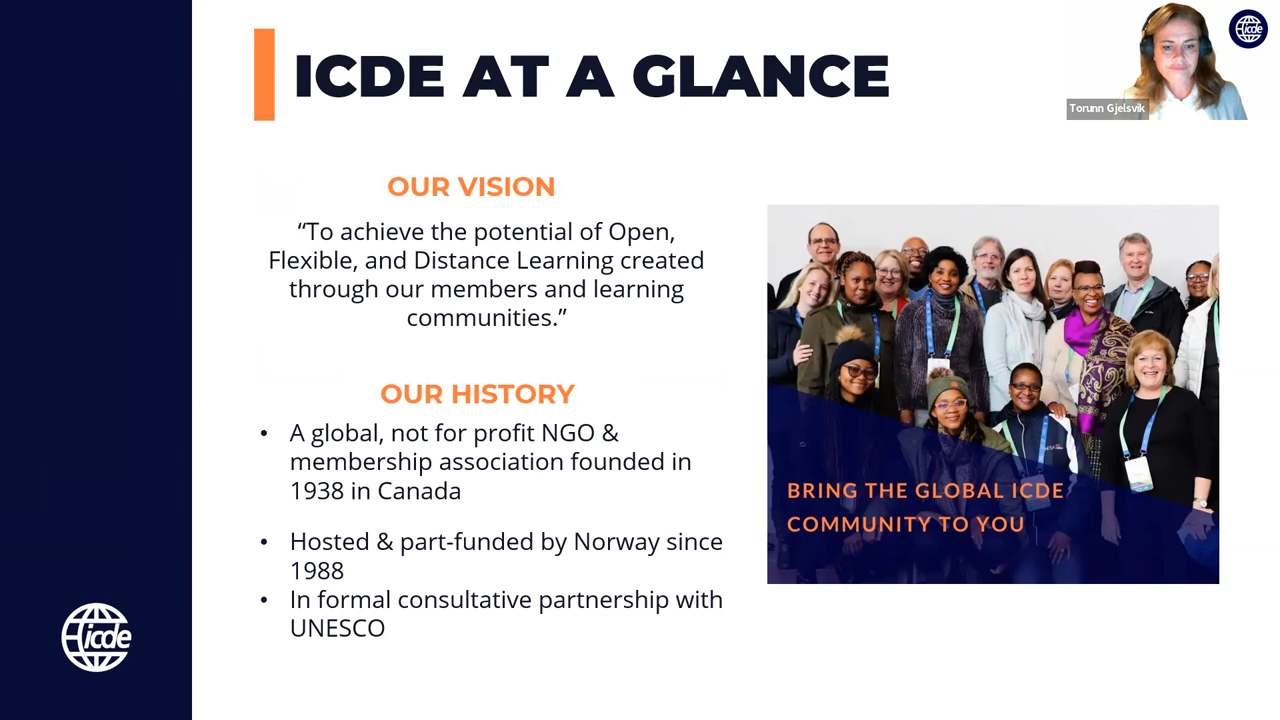 ICDE AT A GLANCE
icde
Torunn Gjelsvik
OUR VISION
“To achieve the potential of Open,
Flexible, and Distance Learning created
through our members and learning
communities.”
OUR HISTORY
• A global, not for profit NGO &
membership association founded in
1938 in Canada
• Hosted & part-funded by Norway since
1988
• In formal consultative partnership with
UNESCO
BRING THE GLOBAL ICDE
COMMUNITY TO YOU
icde